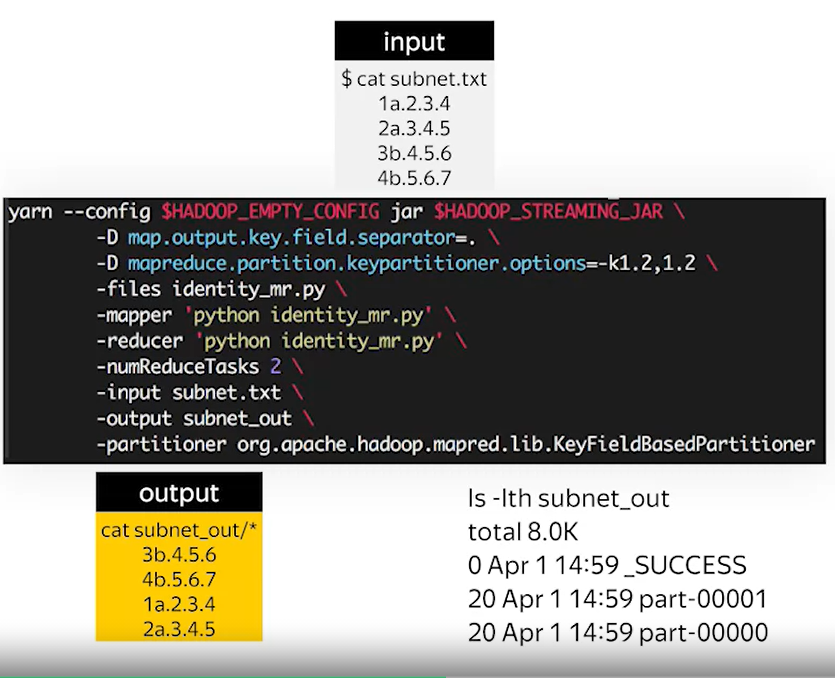 input
$ cat subnet.txt
1a.2.3.4
2a.3.4.5
3b.4.5.6
4b.5.6.7
yarn --config $HADOOP_EMPTY_CONFIG jar $HADOOP_STREAMING_JAR \
-D map.output.key.field.separator=. \
-D mapreduce.partition.keypartitioner.options=-k1.2,1.2 \
-files identity_mr.py \
-mapper 'python identity_mr.py' \
-reducer 'python identity_mr.py' \
-numReduceTasks 2 \
-input subnet.txt \
-output subnet_out \
-partitioner org.apache.hadoop.mapred.lib.KeyFieldBasedPartitioner
output
cat subnet_out/*
3b.4.5.6
4b.5.6.7
1a.2.3.4
2a.3.4.5
ls -lth subnet_out
total 8.0K
0 Apr 1 14:59 _SUCCESS
20 Apr 1 14:59 part-00001
20 Apr 1 14:59 part-00000